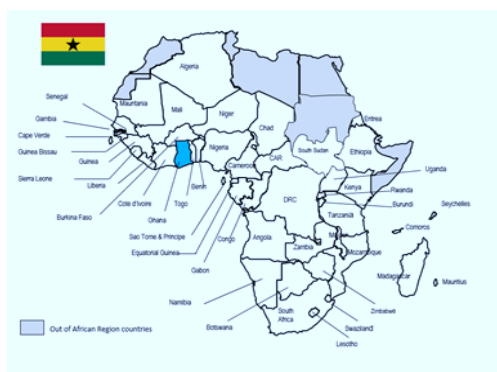 Algeria
Senegal
Mauritania
Mali
Niger
Chad
Eritrea
Gambia
Cape Verde
Guinea Bissau
Guinea
Nigeria
South Sudan
Ethiopia
Sierra Leone
Liberia
Cameroon
CAR
Uganda
Burkina Faso
Cote d'Ivoire
Ghana
Togo
Benin
DRC
Kenya
Rwanda
Burundi
Seychelles
Sao Tome & Principe
Equatorial Guinea
Congo
Gabon
Angola
Tanzania
Comoros
Zambia
Mozambique
Madagascar
Mauritius
Namibia
Botswana
Zimbabwe
South
Africa
Swaziland
Lesotho
Out of African Region countries